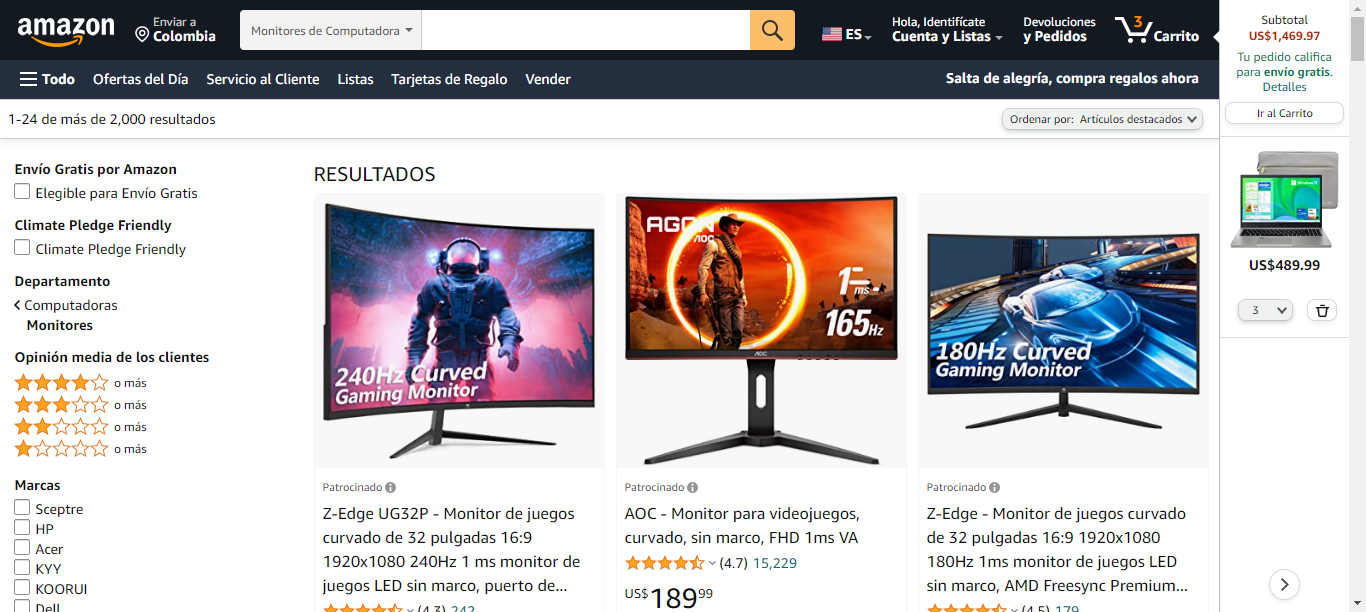 amazon
Enviar a
Colombia
Monitores de Computadora
ES
Hola, Identifícate
Cuenta y Listas
Devoluciones
y Pedidos
3
Carrito
Todo
Ofertas del Día
Servicio al Cliente
Listas
Tarjetas de Regalo
Vender
Salta de alegría, compra regalos ahora
Subtotal
US$1,469.97
Tu pedido califica
para envío gratis.
Detalles
Ir al Carrito
US$489.99
3
1-24 de más de 2,000 resultados
Ordenar por: Artículos destacados
Envío Gratis por Amazon
Elegible para Envío Gratis
Climate Pledge Friendly
Climate Pledge Friendly
Departamento
Computadoras
Monitores
Opinión media de los clientes
o más
o más
o más
o más
Marcas
Sceptre
HP
Acer
KYY
KOORUI
Dell
RESULTADOS
240Hz Curved
Gaming Monitor
Patrocinado
Z-Edge UG32P - Monitor de juegos
curvado de 32 pulgadas 16:9
1920x1080 240Hz 1 ms monitor de
juegos LED sin marco, puerto de...
(4.3) 242
AGON
AOC
1ms
165Hz
AOC
Patrocinado
AOC - Monitor para videojuegos,
curvado, sin marco, FHD 1ms VA
(4.7) 15,229
US$18999
180Hz Curved
Gaming Monitor
Patrocinado
Z-Edge - Monitor de juegos curvado
de 32 pulgadas 16:9 1920x1080
180Hz 1ms monitor de juegos LED
sin marco, AMD Freesync Premium...
(4.5) 179